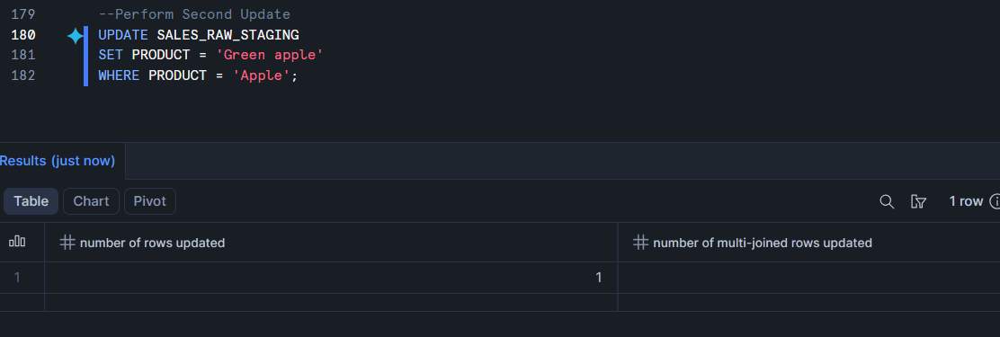 179 --Perform Second Update
180 UPDATE SALES_RAW_STAGING
181 SET PRODUCT = 'Green apple'
182 WHERE PRODUCT = 'Apple';
Results (just now)
Table Chart Pivot 1 row
number of rows updated number of multi-joined rows updated
1 1